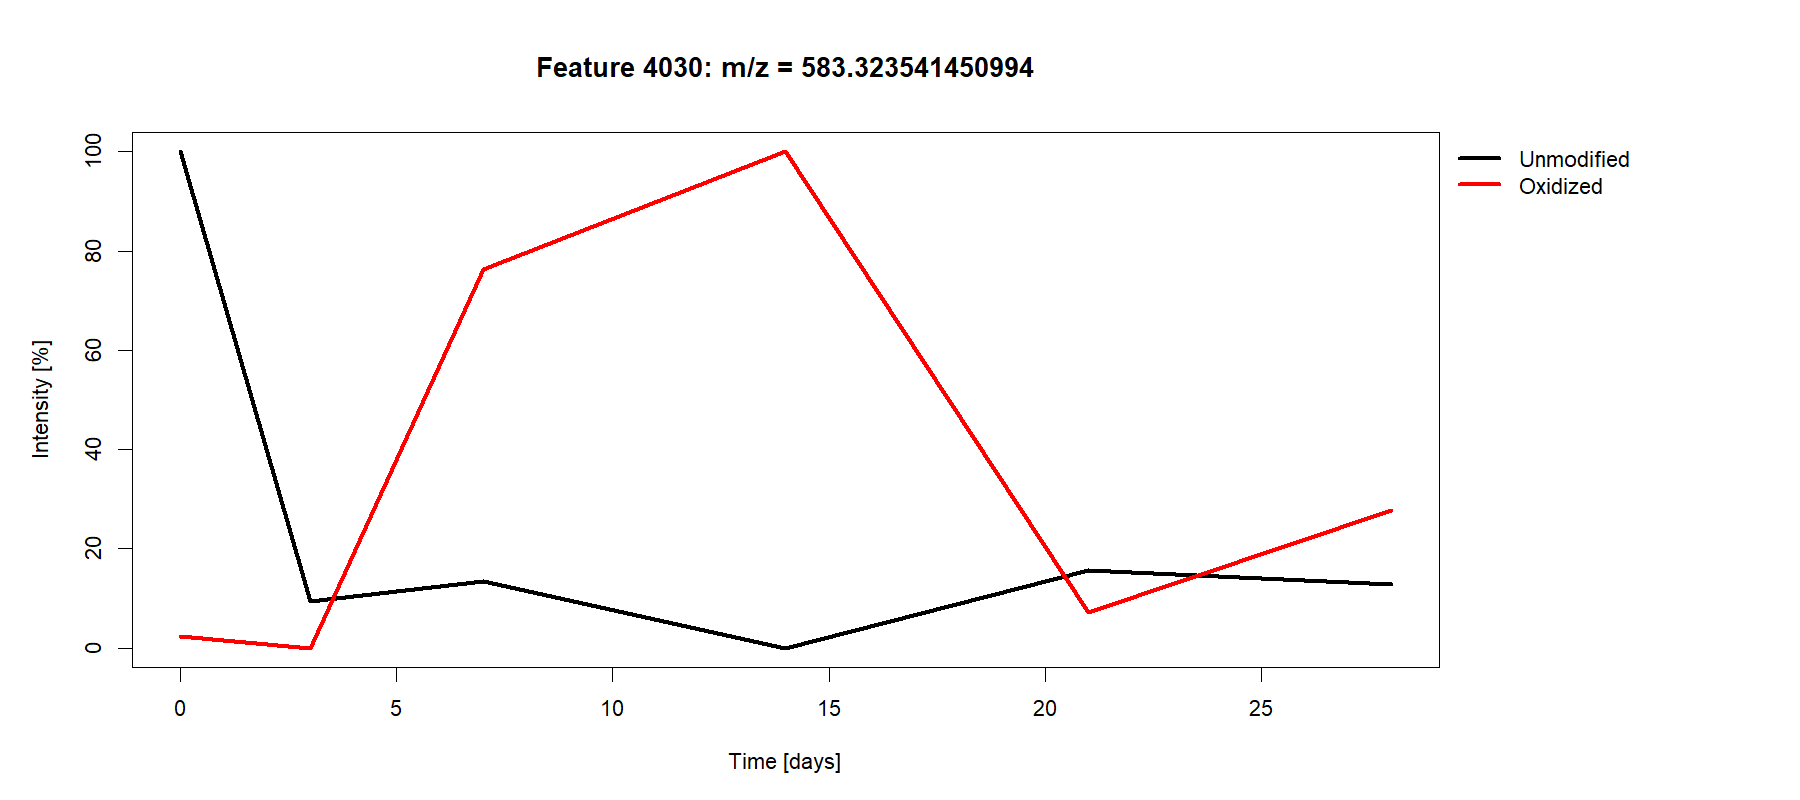 Feature 4030: m/z = 583.323541450994
Unmodified
Oxidized
Intensity [%]
100
80
60
40
20
0
0 5 10 15 20 25
Time [days]